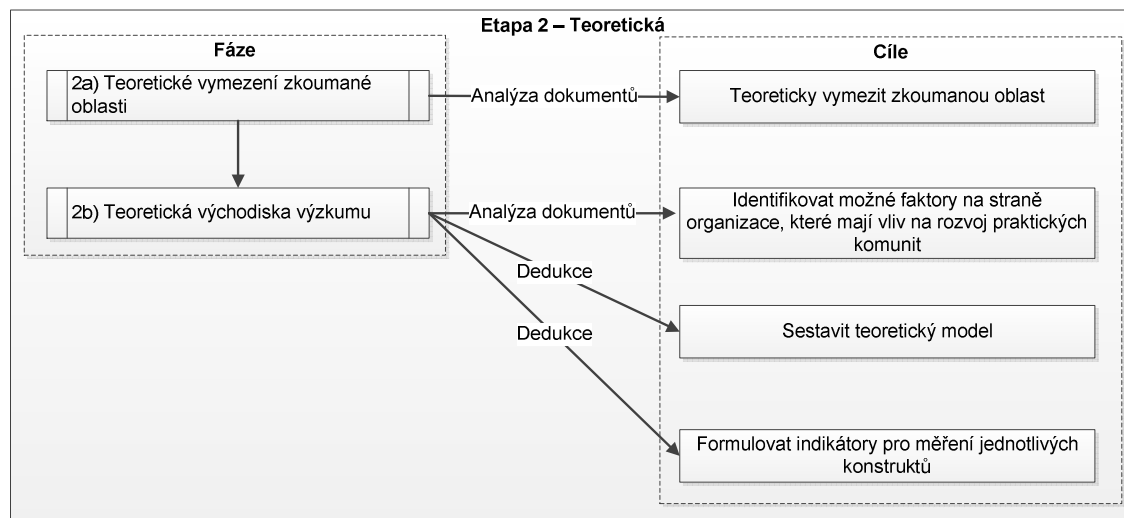 Etapa 2 – Teoretická
Fáze
2a) Teoretické vymezení zkoumané
oblasti
2b) Teoretická východiska výzkumu
Analýza dokumentů
Analýza dokumentů
Dedukce
Dedukce
Cíle
Teoreticky vymezit zkoumanou oblast
Identifikovat možné faktory na straně
organizace, které mají vliv na rozvoj praktických
komunit
Sestavit teoretický model
Formulovat indikátory pro měření jednotlivých
konstruktů